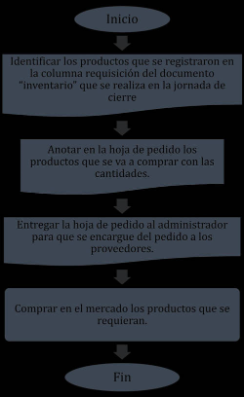 Inicio
Identificar los productos que se registraron en
la columna requisición del documento
“inventario” que se realiza en la jornada de
cierre
Anotar en la hoja de pedido los
productos que se va a comprar con las
cantidades.
Entregar la hoja de pedido al administrador
para que se encargue del pedido a los
proveedores.
Comprar en el mercado los productos que se
requieran.
Fin